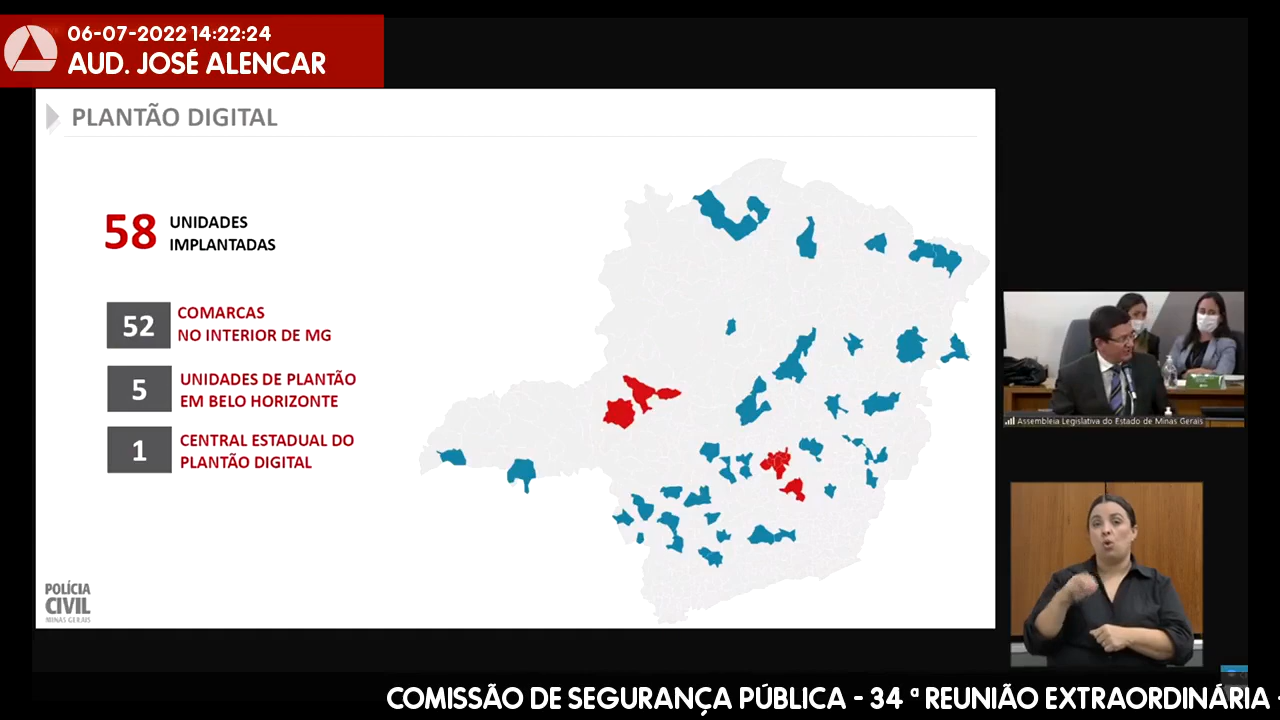 06-07-2022 14:22:24
AUD. JOSÉ ALENCAR
PLANTÃO DIGITAL
58 UNIDADES
IMPLANTADAS
52 COMARCAS
NO INTERIOR DE MG
5 UNIDADES DE PLANTÃO
EM BELO HORIZONTE
1 CENTRAL ESTADUAL DO
PLANTÃO DIGITAL
POLÍCIA
CIVIL
MINAS GERAIS
Assembleia Legislativa do Estado de Minas Gerais
COMISSÃO DE SEGURANÇA PÚBLICA - 34 ª REUNIÃO EXTRAORDINÁRIA -